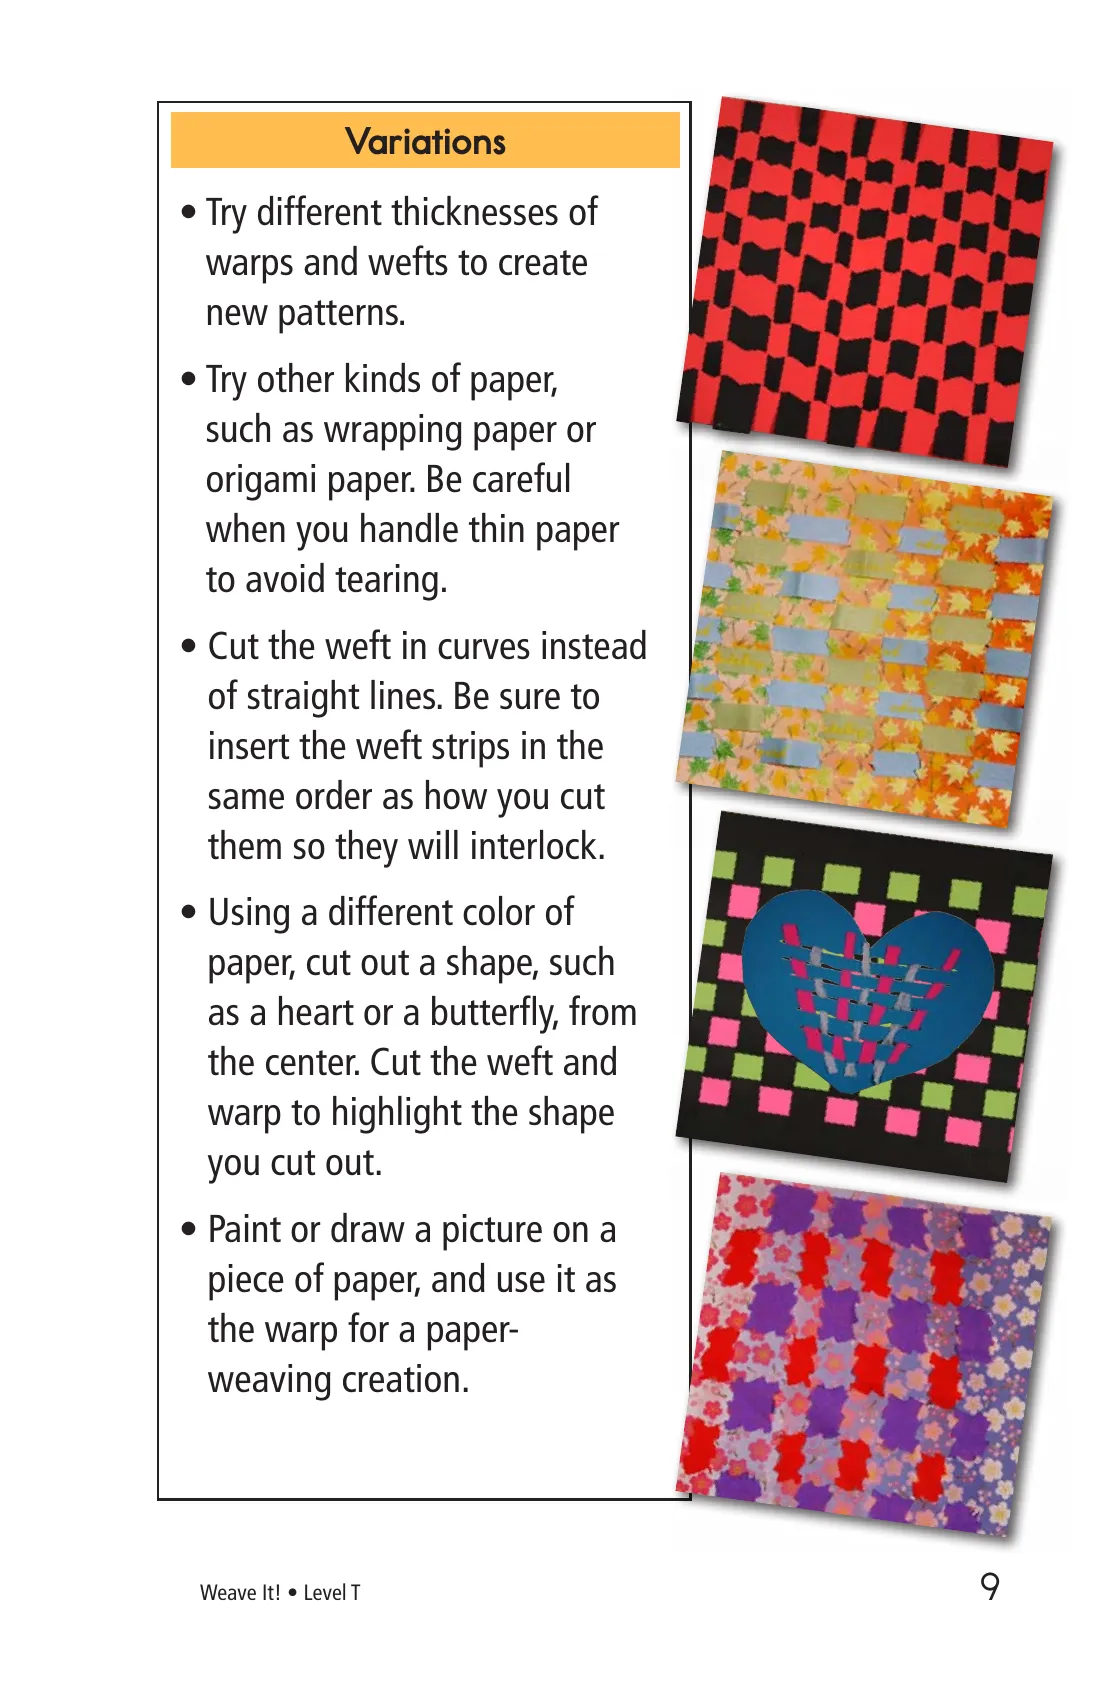 Variations
• Try different thicknesses of
warps and wefts to create
new patterns.
• Try other kinds of paper,
such as wrapping paper or
origami paper. Be careful
when you handle thin paper
to avoid tearing.
• Cut the weft in curves instead
of straight lines. Be sure to
insert the weft strips in the
same order as how you cut
them so they will interlock.
• Using a different color of
paper, cut out a shape, such
as a heart or a butterfly, from
the center. Cut the weft and
warp to highlight the shape
you cut out.
• Paint or draw a picture on a
piece of paper, and use it as
the warp for a paper-
weaving creation.
Weave It! • Level T
9